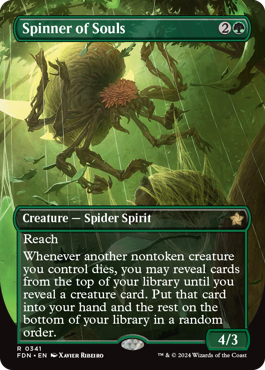 Spinner of Souls 2
Creature — Spider Spirit
Reach
Whenever another nontoken creature
you control dies, you may reveal cards
from the top of your library until you
reveal a creature card. Put that card
into your hand and the rest on the
bottom of your library in a random
order.
4/3
R 0341
FDN • EN Xavier Ribeiro ™ & © 2024 Wizards of the Coast